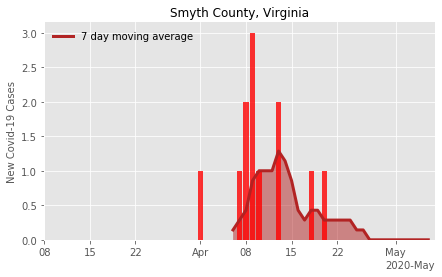 Smyth County, Virginia
7 day moving average
New Covid-19 Cases
3.0
2.5
2.0
1.5
1.0
0.5
0.0
08 15 22 Apr 08 15 22 May
2020-May